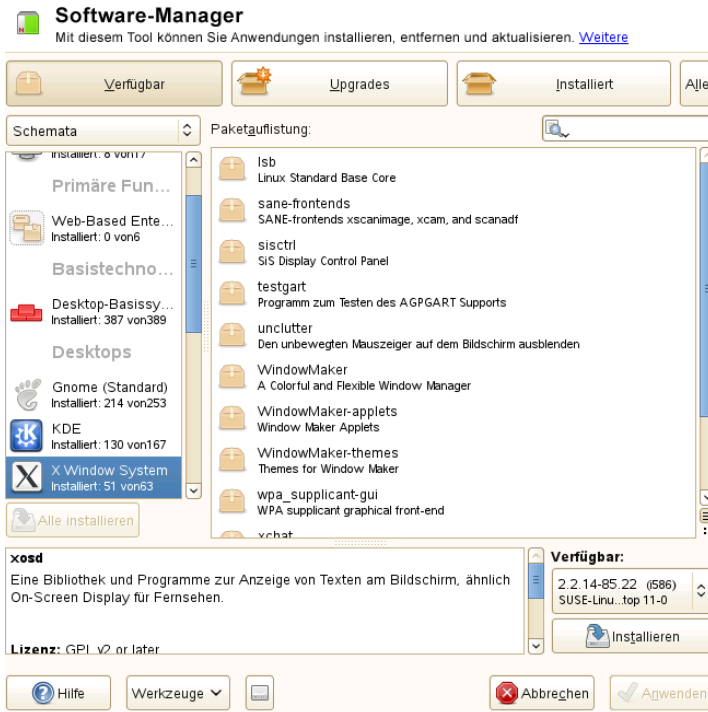 Software-Manager
Mit diesem Tool können Sie Anwendungen installieren, entfernen und aktualisieren. Weitere
Verfügbar
Upgrades
Installiert
Alle
Schemata
Paketauflistung:
Installiert: 8 von17
Primäre Fun...
Web-Based Ente...
Installiert: 0 von6
Basistechno...
Desktop-Basissy...
Installiert: 387 von389
Desktops
Gnome (Standard)
Installiert: 214 von253
KDE
Installiert: 130 von167
X Window System
Installiert: 51 von63
Alle installieren
lsb
Linux Standard Base Core
sane-frontends
SANE-frontends xscanimage, xcam, and scanadf
sisctrl
SiS Display Control Panel
testgart
Programm zum Testen des AGPGART Supports
unclutter
Den unbewegten Mauszeiger auf dem Bildschirm ausblenden
WindowMaker
A Colorful and Flexible Window Manager
WindowMaker-applets
Window Maker Applets
WindowMaker-themes
Themes for Window Maker
wpa_supplicant-gui
WPA supplicant graphical front-end
xchat
xosd
Eine Bibliothek und Programme zur Anzeige von Texten am Bildschirm, ähnlich
On-Screen Display für Fernsehen.
Lizenz: GPL v2 or later
Verfügbar:
2.2.14-85.22 (i586)
SUSE-Linu...top 11-0
Installieren
Hilfe
Werkzeuge
Abbrechen
Anwenden